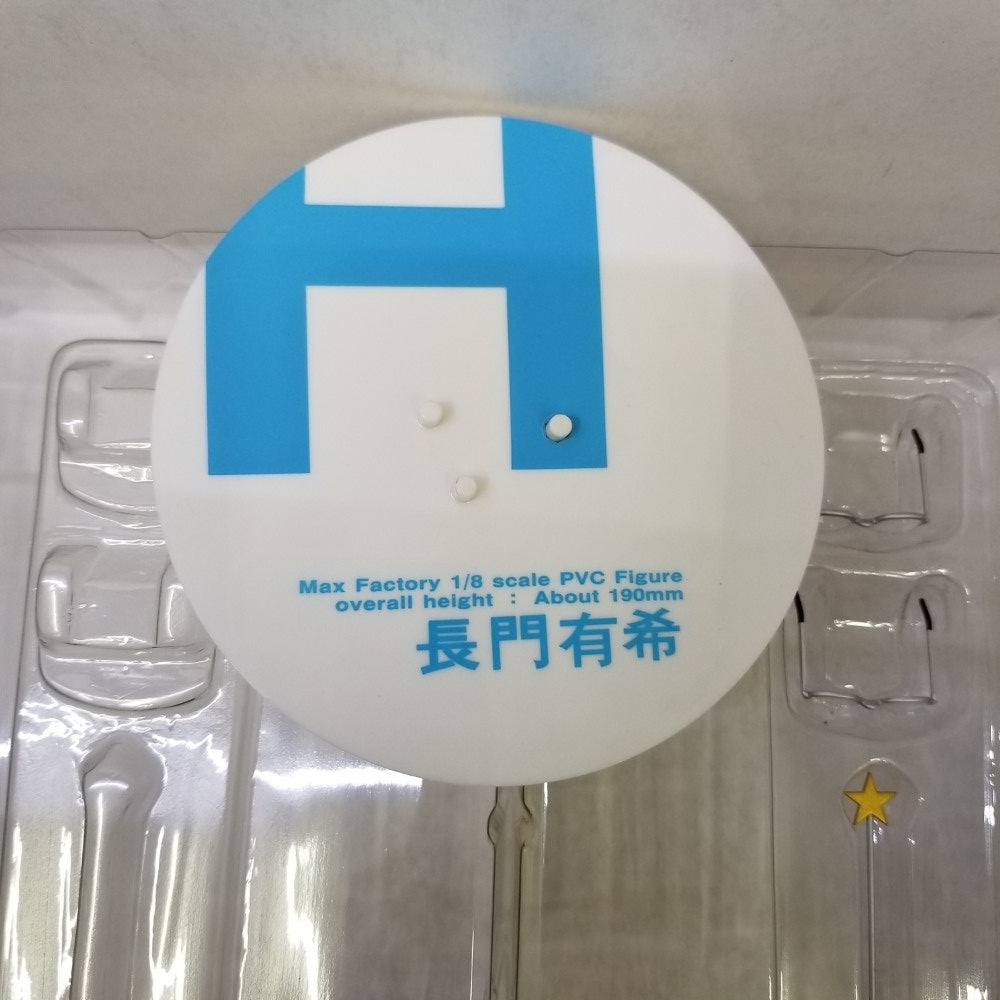 H
Max Factory 1/8 scale PVC Figure
overall height : About 190mm
長門有希